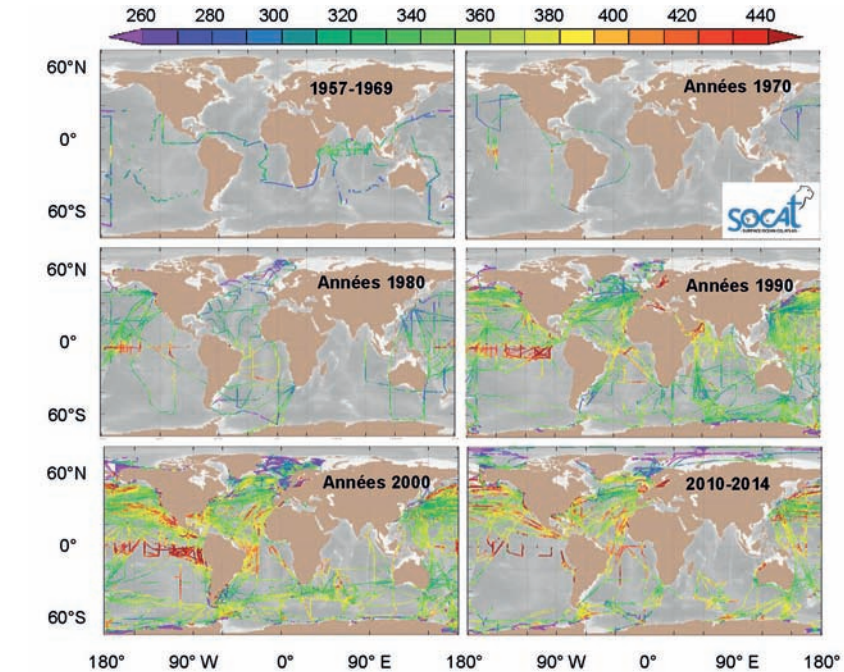 260 280 300 320 340 360 380 400 420 440
60°N
0°
60°S
1957-1969
Années 1970
SOCAT
60°N
0°
60°S
Années 1980
Années 1990
60°N
0°
60°S
Années 2000
2010-2014
180° 90° W 0° 90° E 180° 90° W 0° 90° E 180°